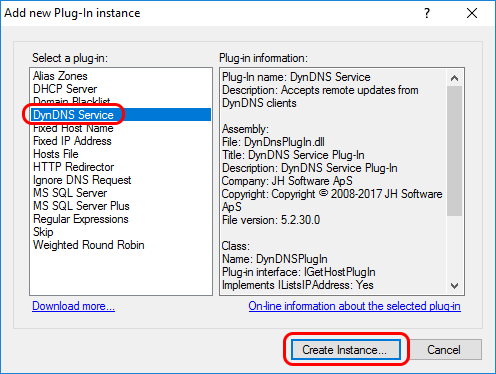 Add new Plug-In instance
Select a plug-in:
Alias Zones
DHCP Server
Domain Blacklist
DynDNS Service
Fixed Host Name
Fixed IP Address
Hosts File
HTTP Redirector
Ignore DNS Request
MS SQL Server
MS SQL Server Plus
Regular Expressions
Skip
Weighted Round Robin
Download more...
Plug-in information:
Plug-In name: DynDNS Service
Description: Accepts remote updates from
DynDNS clients
Assembly:
File: DynDnsPlugIn.dll
Title: DynDns Service Plug-In
Description: DynDNS Service Plug-In
Company: JH Software ApS
Copyright: Copyright © 2008-2017 JH Software
ApS
File version: 5.2.30.0
Class:
Name: DynDNSPlugIn
Plug-in interface: IGetHostPlugIn
Implements IListsIPAddress: Yes
On-line information about the selected plug-in
Create Instance...
Cancel